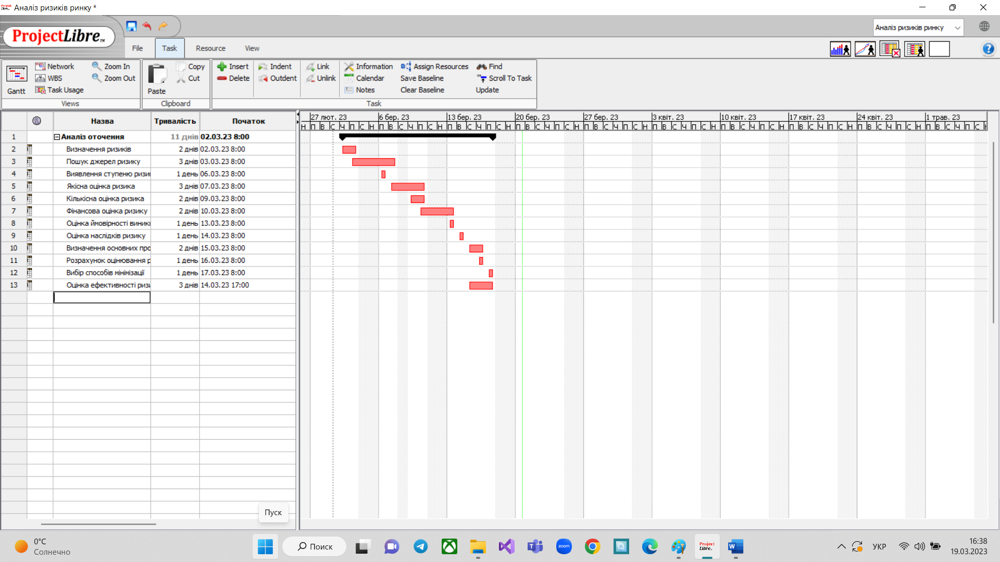 Аналіз ризиків ринку *
ProjectLibre™
Аналіз ризиків ринку
File Task Resource View
Gantt
Network
WBS
Task Usage
Zoom In
Zoom Out
Views
Paste
Copy
Cut
Clipboard
Insert
Delete
Indent
Outdent
Link
Unlink
Information
Calendar
Notes
Assign Resources
Save Baseline
Clear Baseline
Find
Scroll To Task
Update
Task
Назва Тривалість Початок
27 лют. 23 6 бер. 23 13 бер. 23 20 бер. 23 27 бер. 23 3 квіт. 23 10 квіт. 23 17 квіт. 23 24 квіт. 23 1 трав. 23
Н П В С Ч П С Н П В С Ч П С Н П В С Ч П С Н П В С Ч П С Н П В С Ч П С Н П В С Ч П С Н П В С Ч П С Н П В С Ч П С Н П В С Ч П С Н П В С Ч П С Н
1 Аналіз оточення 11 днів 02.03.23 8:00
2 Визначення ризиків 2 днів 02.03.23 8:00
3 Пошук джерел ризику 3 днів 03.03.23 8:00
4 Виявлення ступеню ризи 1 день 06.03.23 8:00
5 Якісна оцінка ризика 3 днів 07.03.23 8:00
6 Кількісна оцінка ризика 2 днів 09.03.23 8:00
7 Фінансова оцінка ризику 2 днів 10.03.23 8:00
8 Оцінка ймовірності виник 1 день 13.03.23 8:00
9 Оцінка наслідків ризику 1 день 14.03.23 8:00
10 Визначення основних про 2 днів 15.03.23 8:00
11 Розрахунок оцінювання р 1 день 16.03.23 8:00
12 Вибір способів мінімізації 1 день 17.03.23 8:00
13 Оцінка ефективності ризи 3 днів 14.03.23 17:00
Пуск
0°C
Солнечно
Поиск
zoom
Project
Libre.
УКР
16:38
19.03.2023